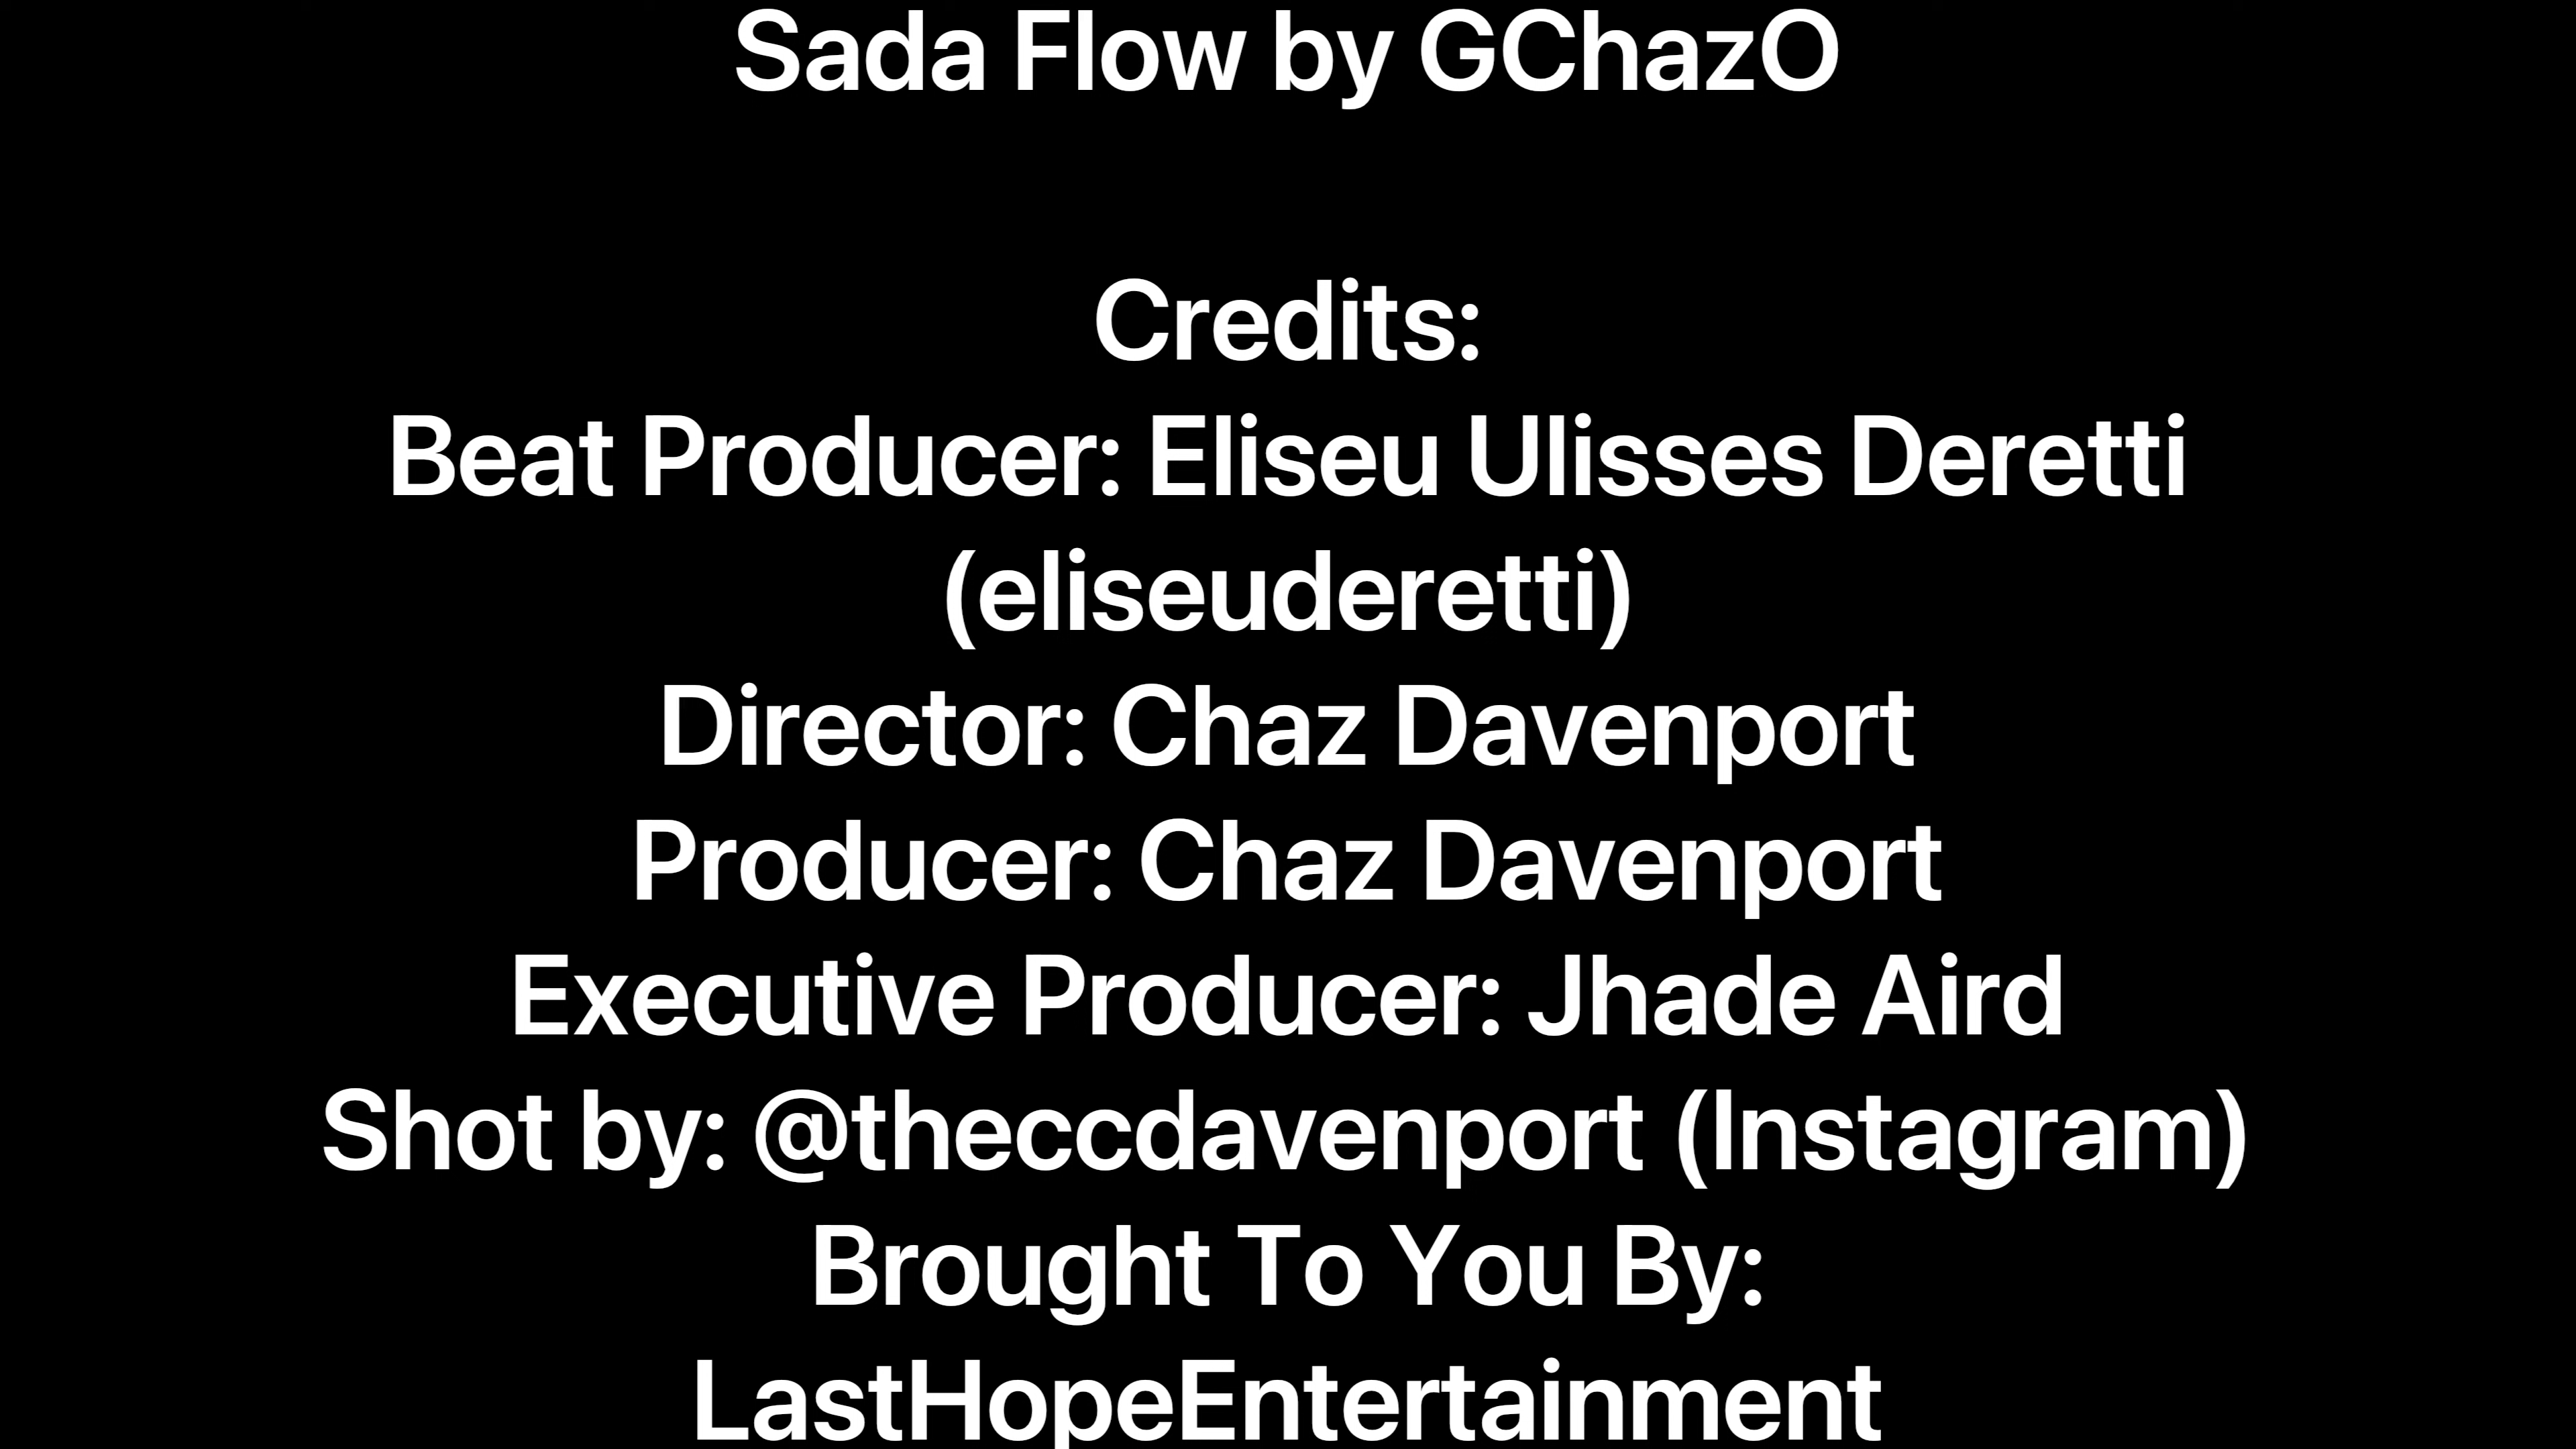 Sada Flow by GChazO
Credits:
Beat Producer: Eliseu Ulisses Deretti
(eliseuderetti)
Director: Chaz Davenport
Producer: Chaz Davenport
Executive Producer: Jhade Aird
Shot by: @theccdavenport (Instagram)
Brought To You By:
LastHopeEntertainment